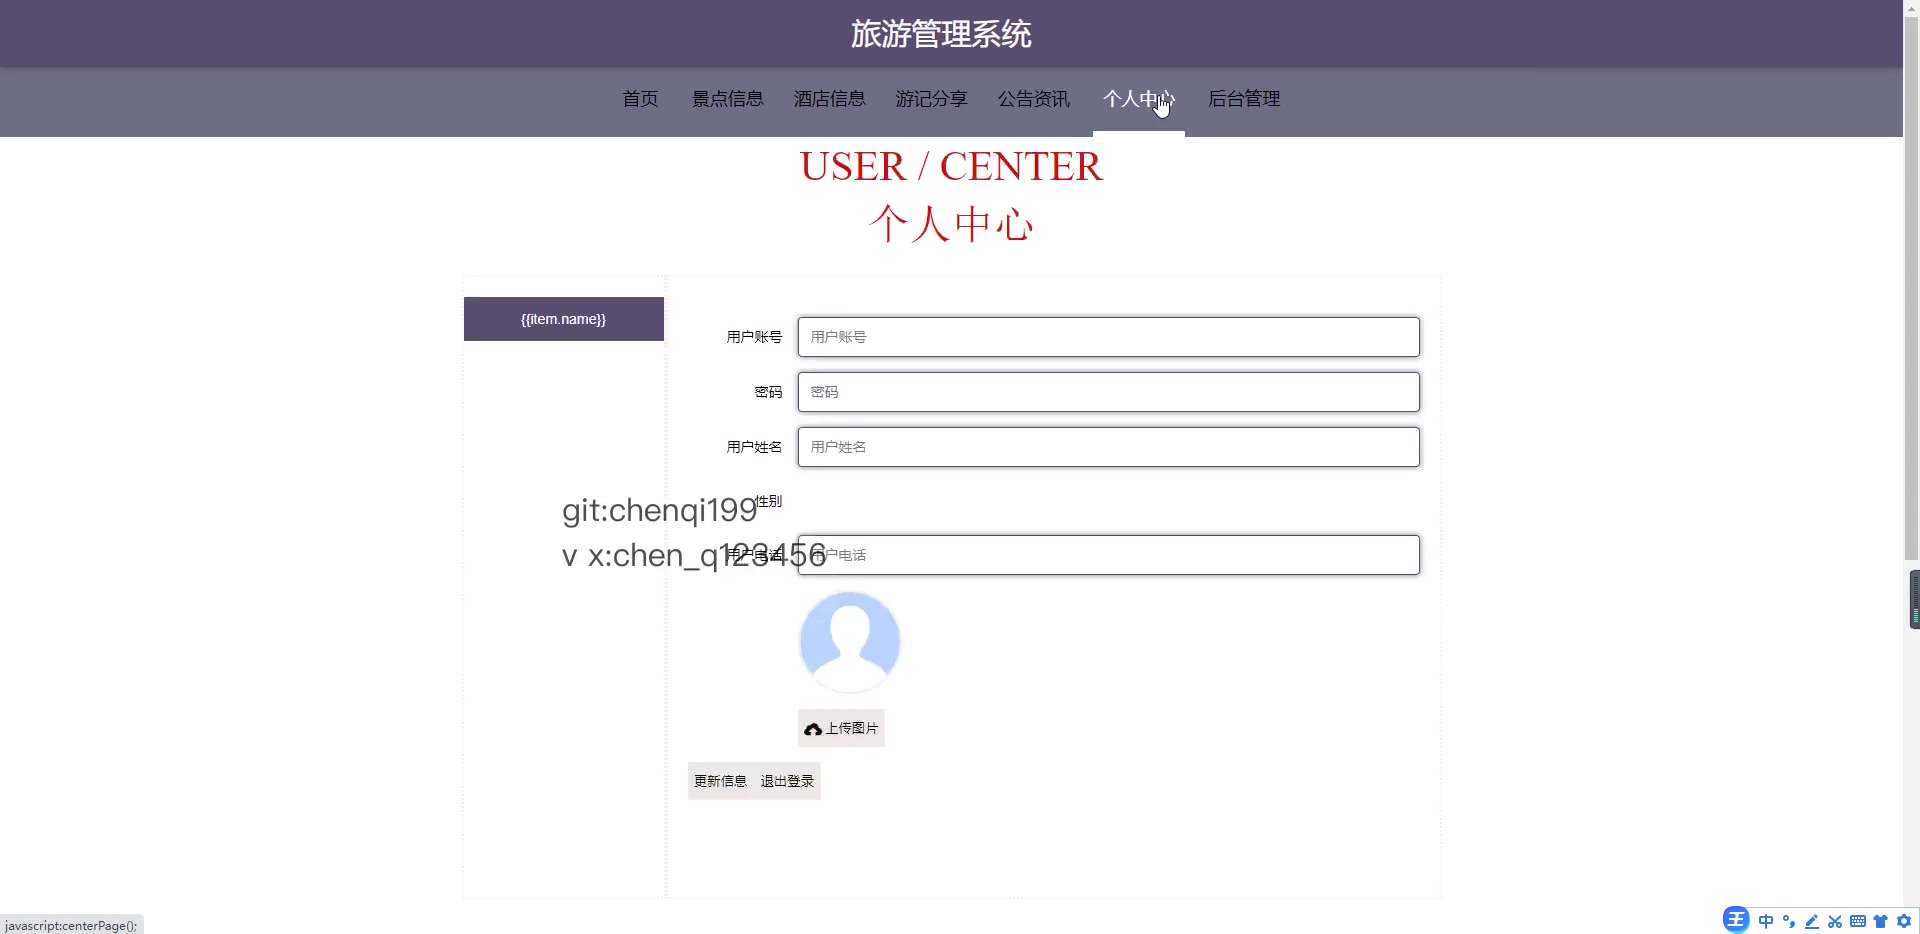 旅游管理系统
首页 景点信息 酒店信息 游记分享 公告资讯 个人中心 后台管理
USER / CENTER
个人中心
{{item.name}}
用户账号 用户账号
密码 密码
用户姓名 用户姓名
性别
git:chenqi199
用户电话 用户电话
v x:chen_q123456
上传图片
更新信息 退出登录
javascript:centerPage();
王 中